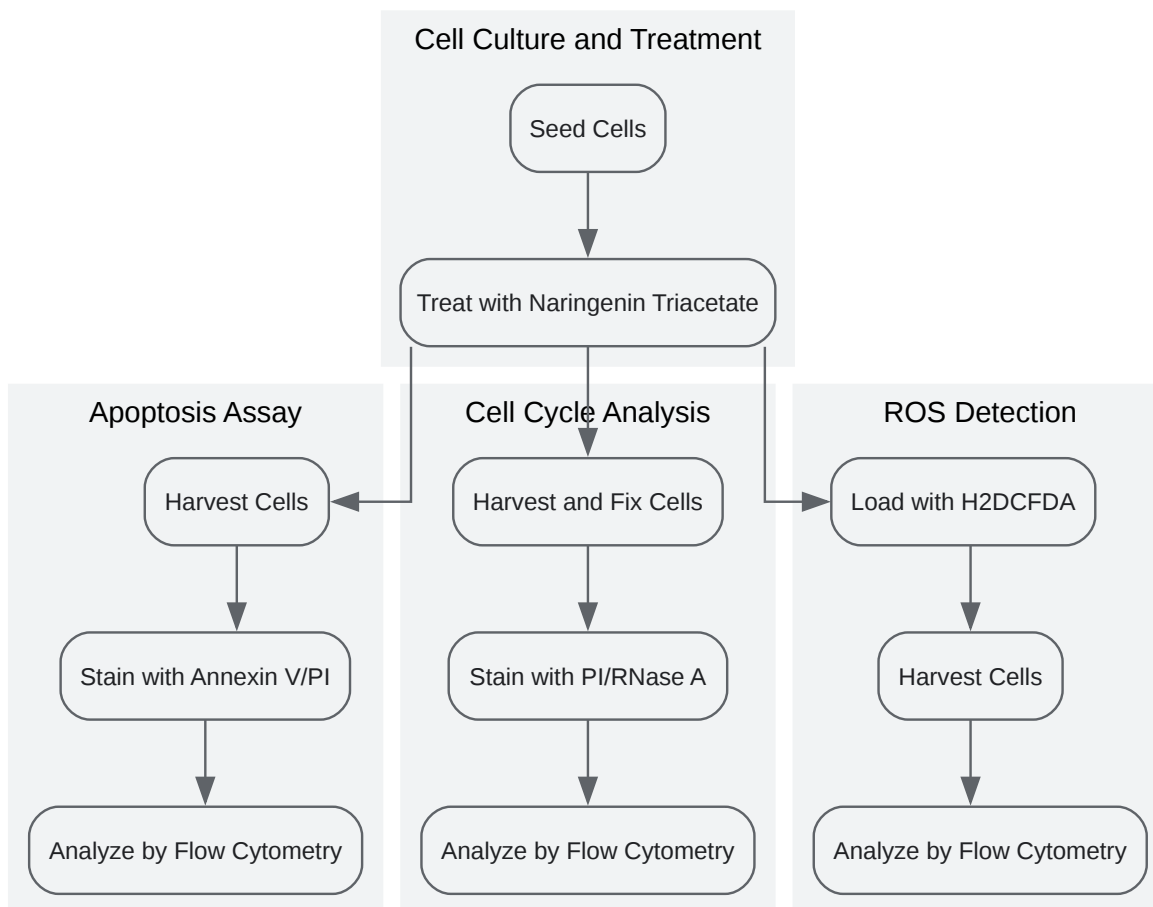 Cell Culture and Treatment
Seed Cells
Treat with Naringenin Triacetate
Apoptosis Assay
Harvest Cells
Stain with Annexin V/PI
Analyze by Flow Cytometry
Cell Cycle Analysis
Harvest and Fix Cells
Stain with PI/RNase A
Analyze by Flow Cytometry
ROS Detection
Load with H2DCFDA
Harvest Cells
Analyze by Flow Cytometry